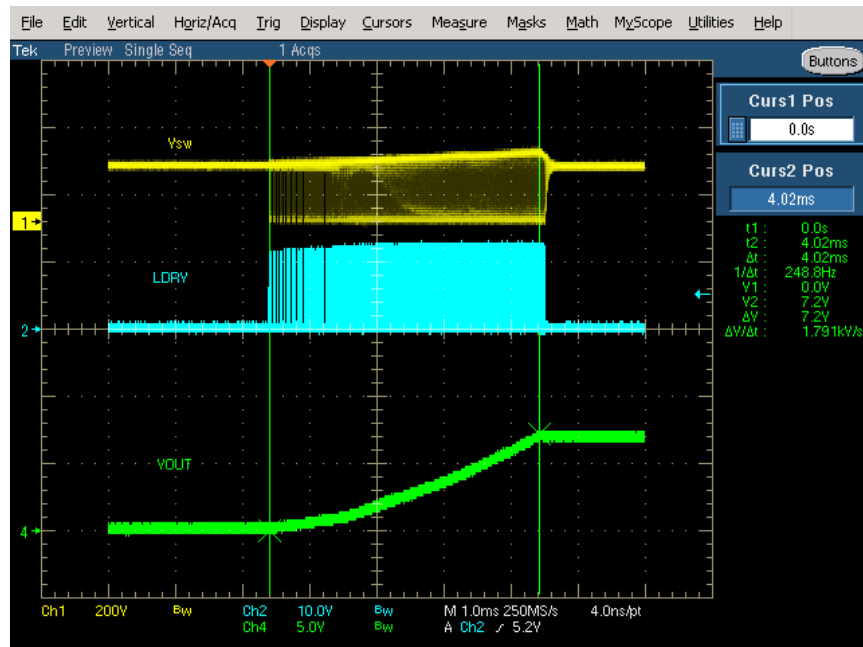 File Edit Vertical Horiz/Acq Trig Display Cursors Measure Masks Math MyScope Utilities Help
Tek Preview Single Seq 1 Acqs
Buttons
Curs1 Pos
0.0s
Curs2 Pos
4.02ms
t1 : 0.0s
t2 : 4.02ms
Δt : 4.02ms
1/Δt : 248.8Hz
V1 : 0.0V
V2 : 7.2V
ΔV : 7.2V
ΔV/Δt : 1.791kV/s
Vsw
1
LDRV
2
VOUT
4
Ch1 200V Bw Ch2 10.0V Bw M 1.0ms 250MS/s 4.0ns/pt
Ch4 5.0V Bw A Ch2 / 5.2V